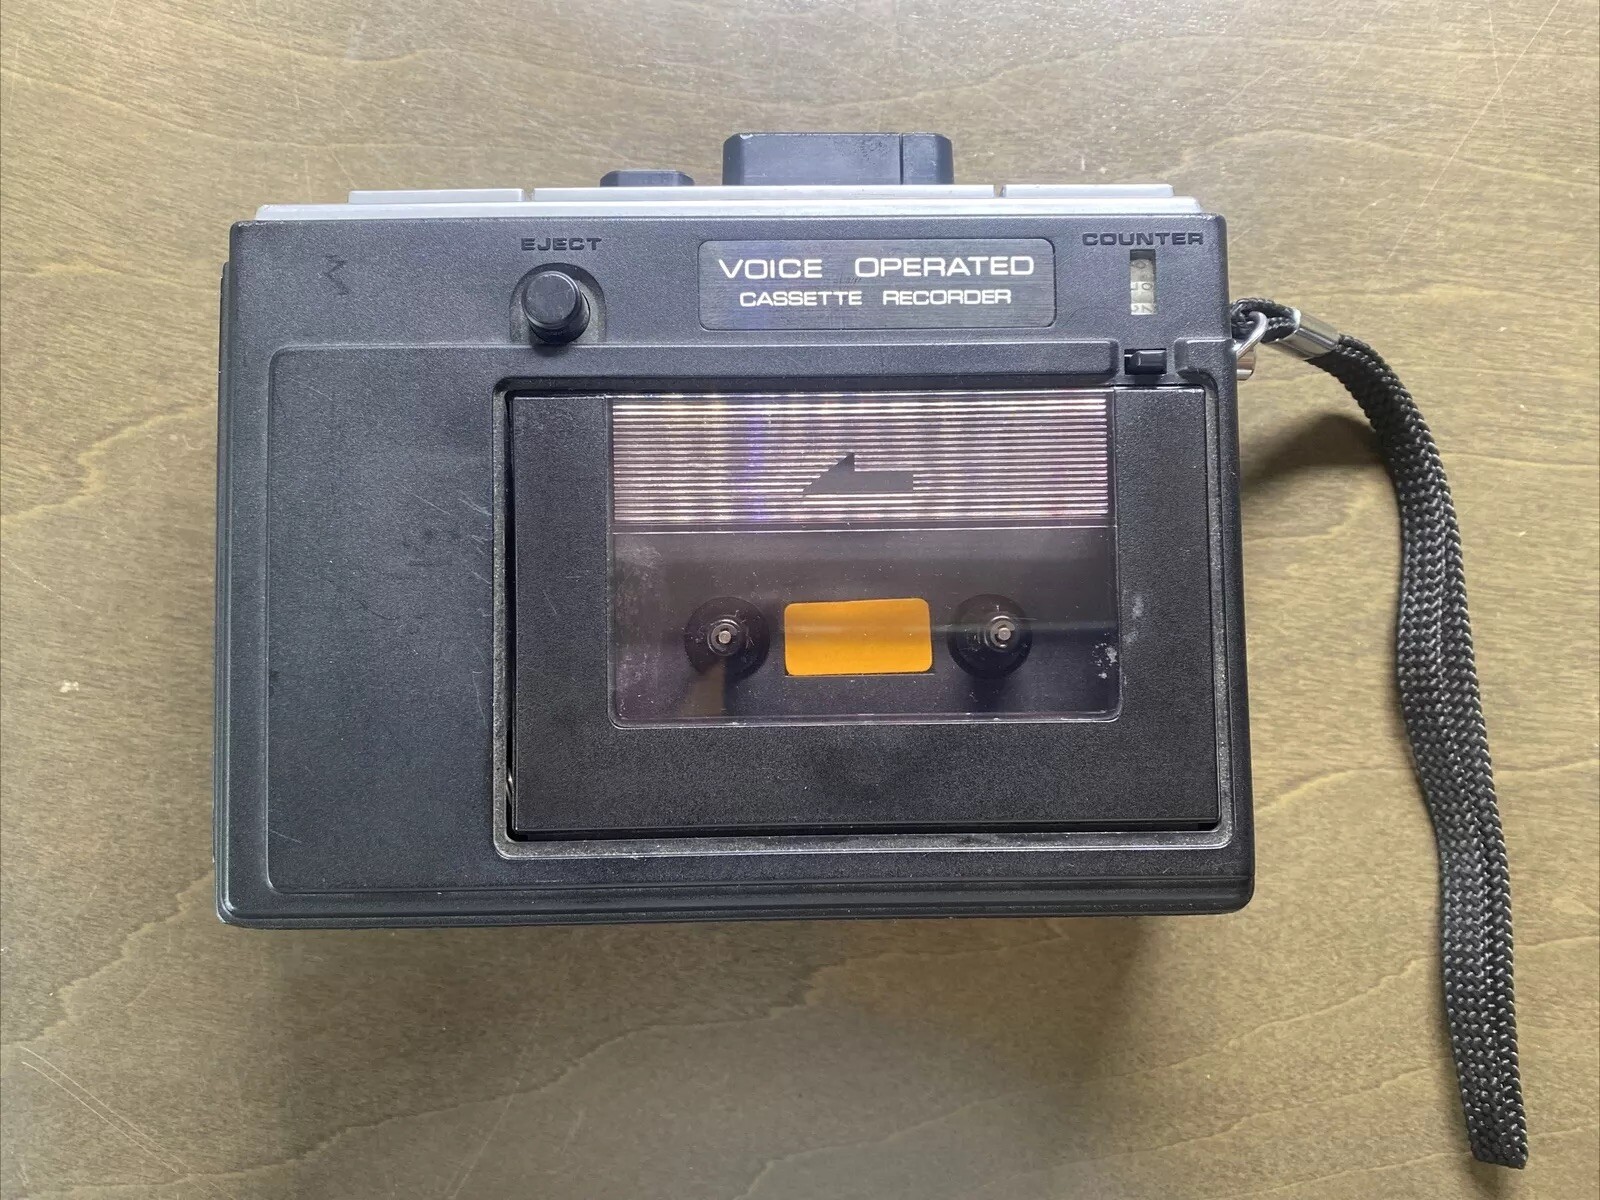 EJECT
VOICE OPERATED
CASSETTE RECORDER
COUNTER